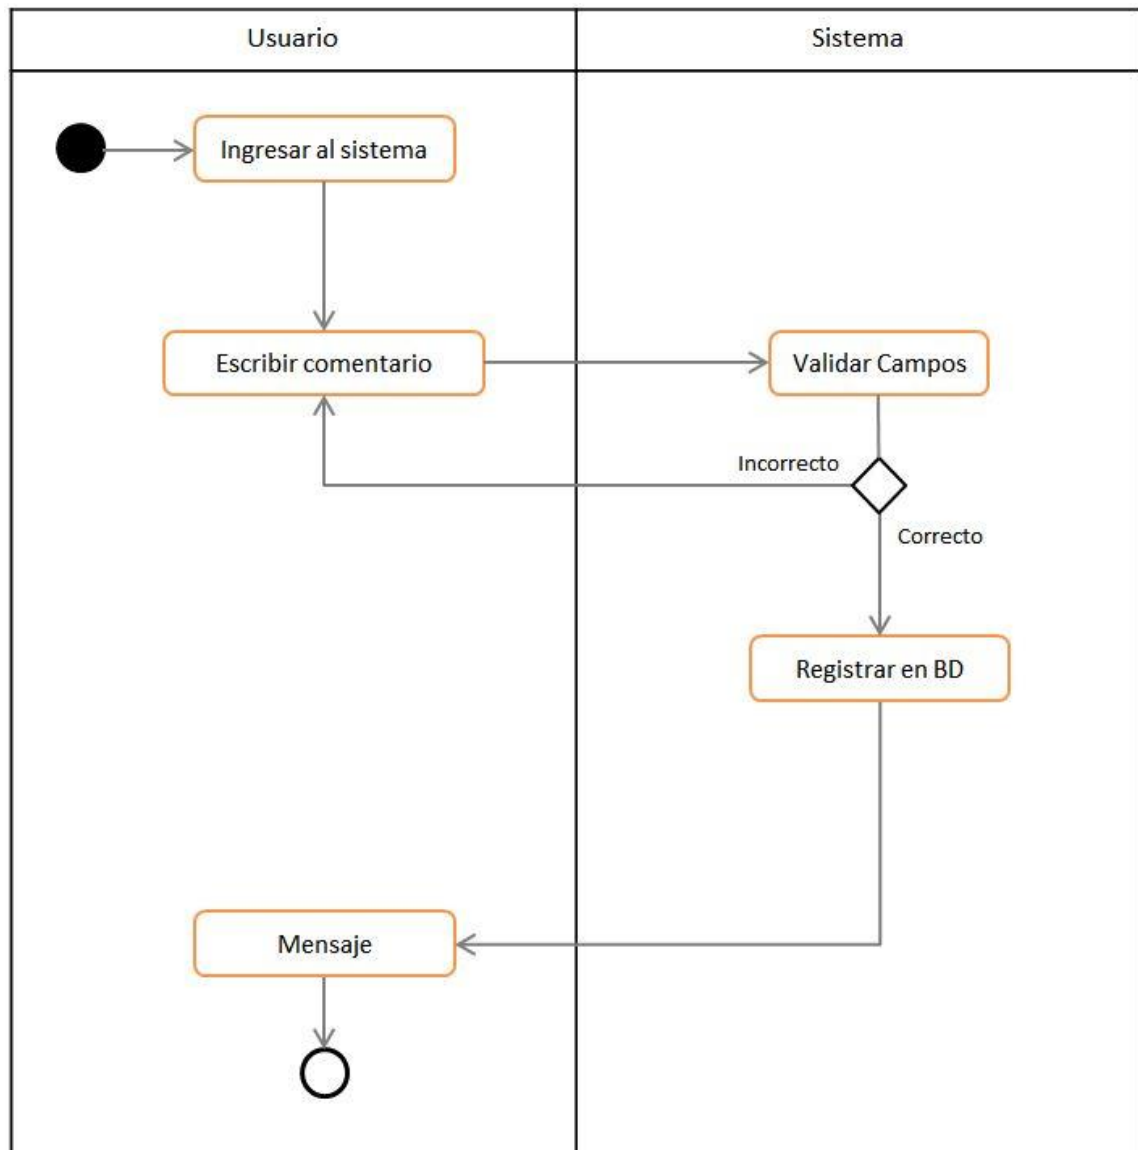 Usuario
Sistema
Ingresar al sistema
Escribir comentario
Validar Campos
Incorrecto
Correcto
Registrar en BD
Mensaje